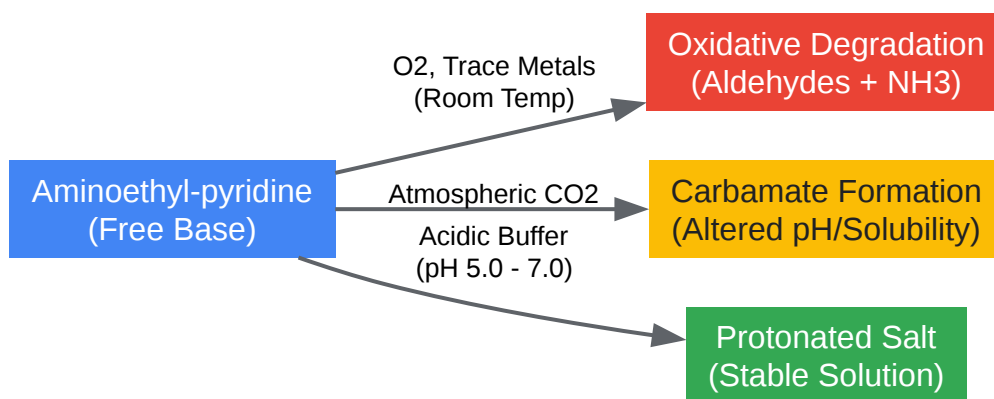 O2, Trace Metals
(Room Temp)
Oxidative Degradation
(Aldehydes + NH3)
Aminoethyl-pyridine
(Free Base)
Atmospheric CO2
Carbamate Formation
(Altered pH/Solubility)
Acidic Buffer
(pH 5.0 - 7.0)
Protonated Salt
(Stable Solution)